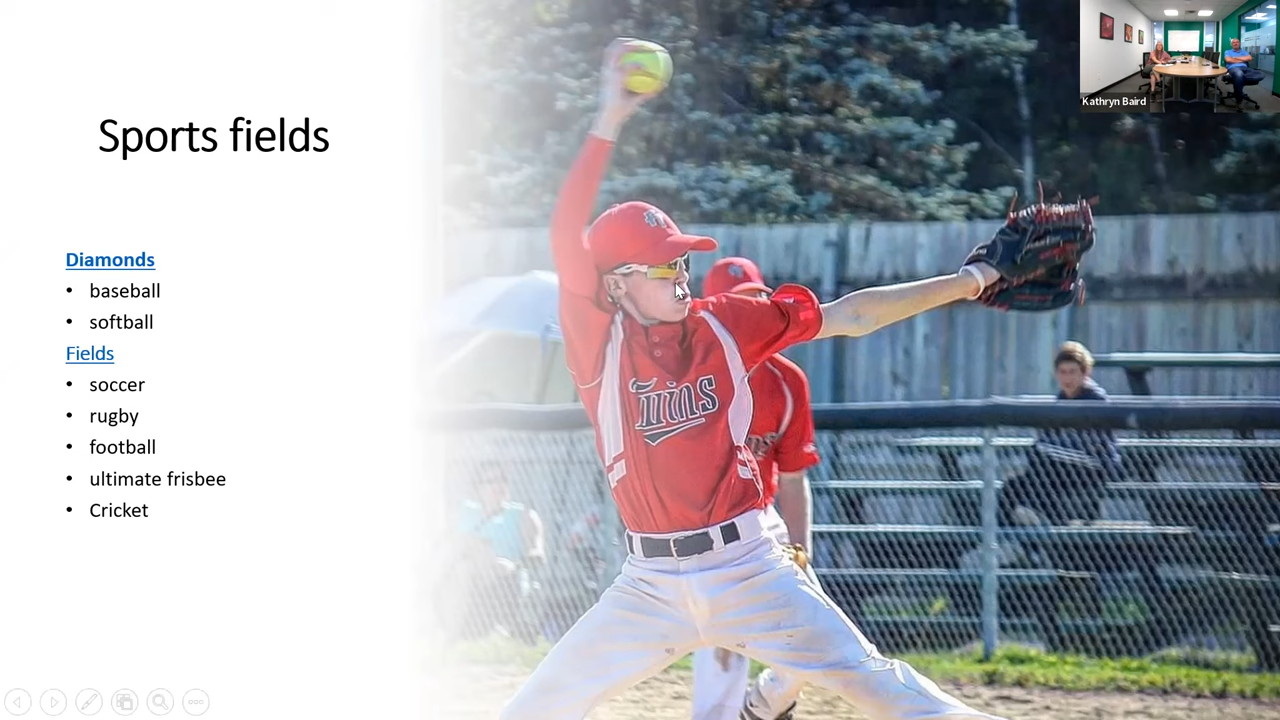 Sports fields
Diamonds
• baseball
• softball
Fields
• soccer
• rugby
• football
• ultimate frisbee
• Cricket
Twins
Kathryn Baird